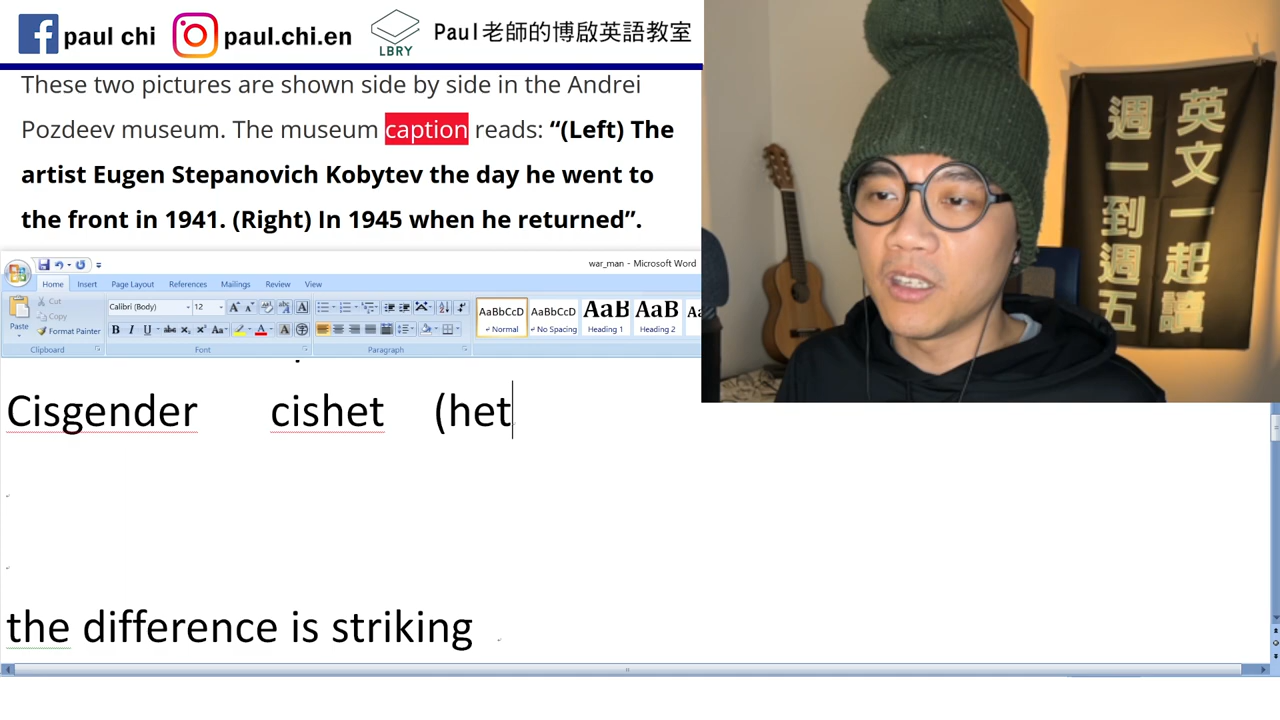 paul chi paul.chi.en LBRY Paul老師的博啟英語教室
These two pictures are shown side by side in the Andrei
Pozdeev museum. The museum caption reads: “(Left) The
artist Eugen Stepanovich Kobytev the day he went to
the front in 1941. (Right) In 1945 when he returned”.
war_man - Microsoft Word
Home Insert Page Layout References Mailings Review View
Paste
Cut
Copy
Format Painter
Clipboard
Calibri (Body) 12
Font
Paragraph
AaBbCcD AaBbCcD AaB AaB
Normal No Spacing Heading 1 Heading 2
Cisgender cishet (het
the difference is striking
英文一起讀
週一到週五